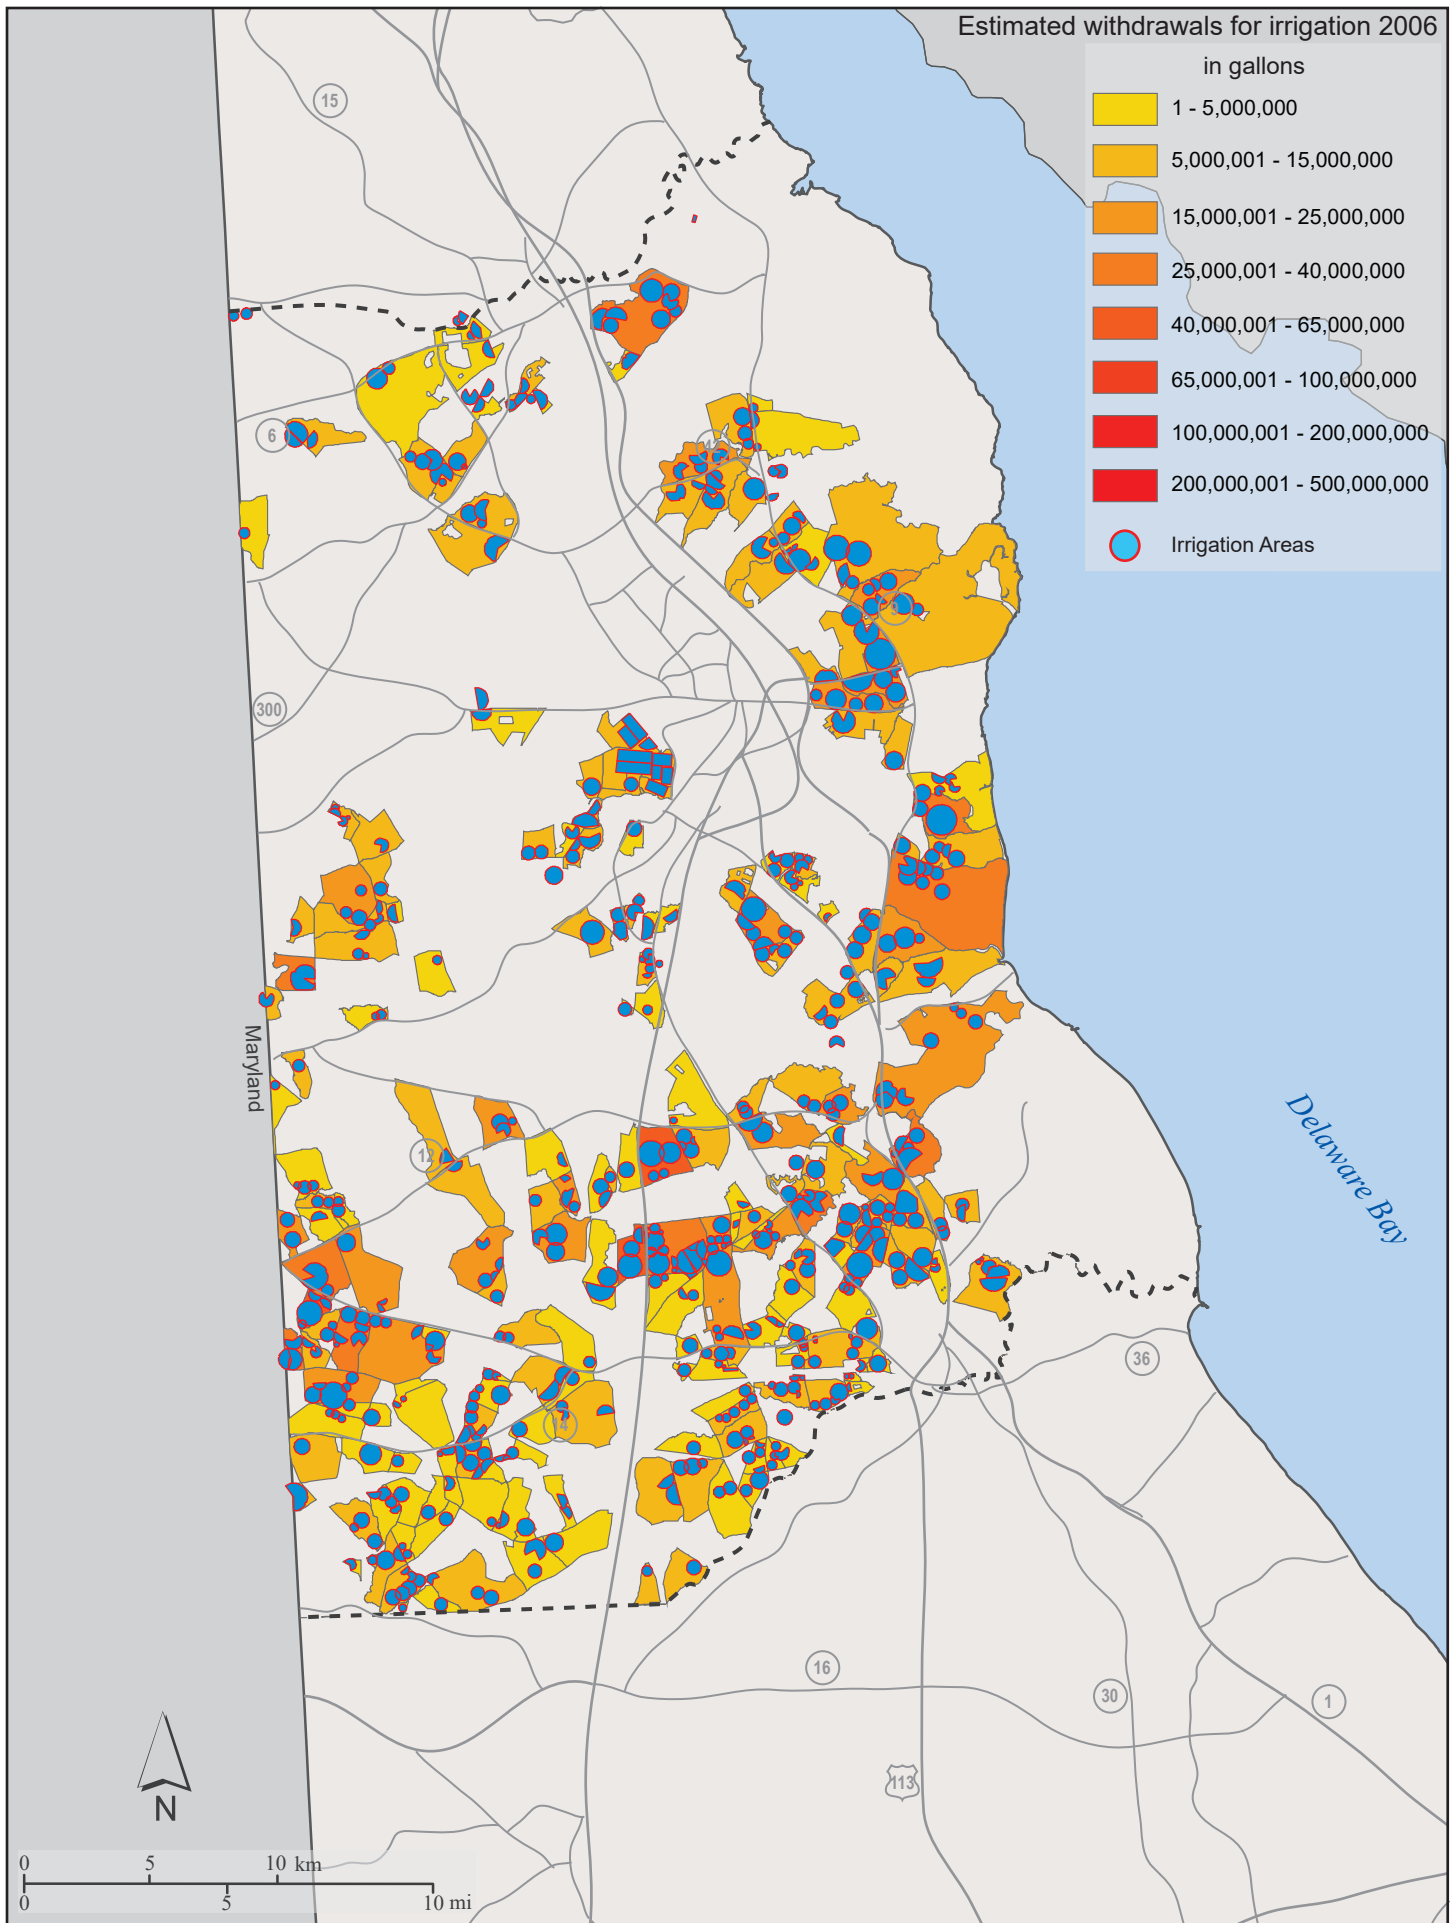 Estimated withdrawals for irrigation 2006
in gallons
1 - 5,000,000
5,000,001 - 15,000,000
15,000,001 - 25,000,000
25,000,001 - 40,000,000
40,000,001 - 65,000,000
65,000,001 - 100,000,000
100,000,001 - 200,000,000
200,000,001 - 500,000,000
Irrigation Areas
15
6
9
300
Maryland
Delaware Bay
12
36
14
16
30
1
113
N
0 5 10 km
0 5 10 mi